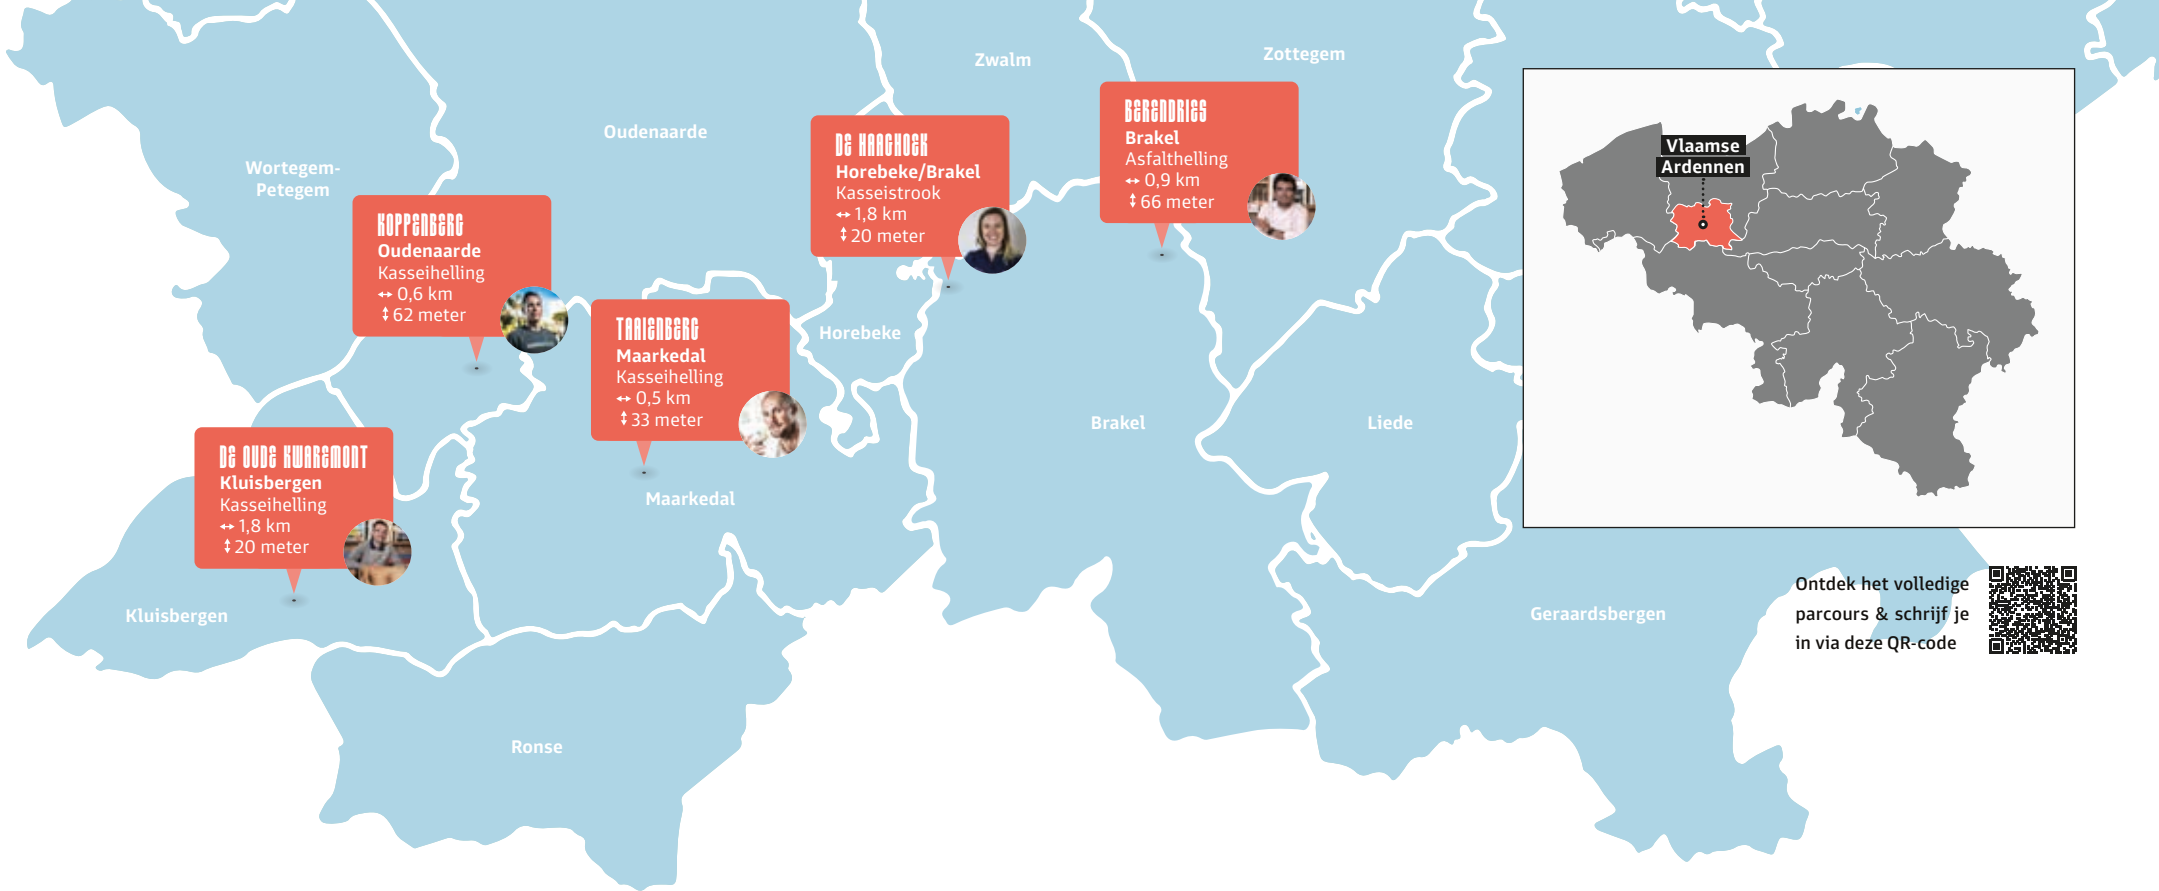 Zwalm
Zottegem
Oudenaarde
Wortegem-
Petegem
BERENDRIES
Brakel
Asfalthelling
↔ 0,9 km
↕ 66 meter
DE HAAGHOEK
Horebeke/Brakel
Kasseistrook
↔ 1,8 km
↕ 20 meter
KOPPENBERG
Oudenaarde
Kasseihelling
↔ 0,6 km
↕ 62 meter
TAAIENBERG
Maarkedal
Kasseihelling
↔ 0,5 km
↕ 33 meter
Horebeke
DE OUDE KWAREMONT
Kluisbergen
Kasseihelling
↔ 1,8 km
↕ 20 meter
Brakel
Liede
Maarkedal
Kluisbergen
Geraardsbergen
Ronse
Vlaamse
Ardennen
Ontdek het volledige
parcours & schrijf je
in via deze QR-code